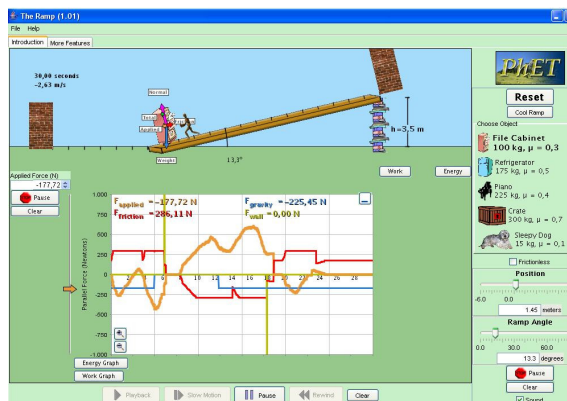 The Ramp (1.01)
File Help
Introduction More Features
30,00 seconds
-2,63 m/s
Normal
Applied
Weight
13,3°
h=3,5 m
Work Energy
PhET
Reset
Cool Ramp
Choose Object
File Cabinet
100 kg, μ = 0,3
Refrigerator
175 kg, μ = 0,5
Piano
225 kg, μ = 0,4
Crate
300 kg, μ = 0,7
Sleepy Dog
15 kg, μ = 0,1
Frictionless
Position
-6.0 0.0
1.45 meters
Ramp Angle
0.0 30.0 60.0
13.3 degrees
Pause
Clear
Sound
Applied Force (N)
-177,72
Pause
Clear
Parallel Force (Newtons)
1.000
750
500
250
0
-250
-500
-750
-1.000
F applied = -177,72 N
F friction = 286,11 N
F gravity = -225,45 N
F wall = 0,00 N
2 4 6 8 10 12 14 16 18 20 22 24 26 28
Energy Graph
Work Graph
Playback Slow Motion Pause Rewind Clear